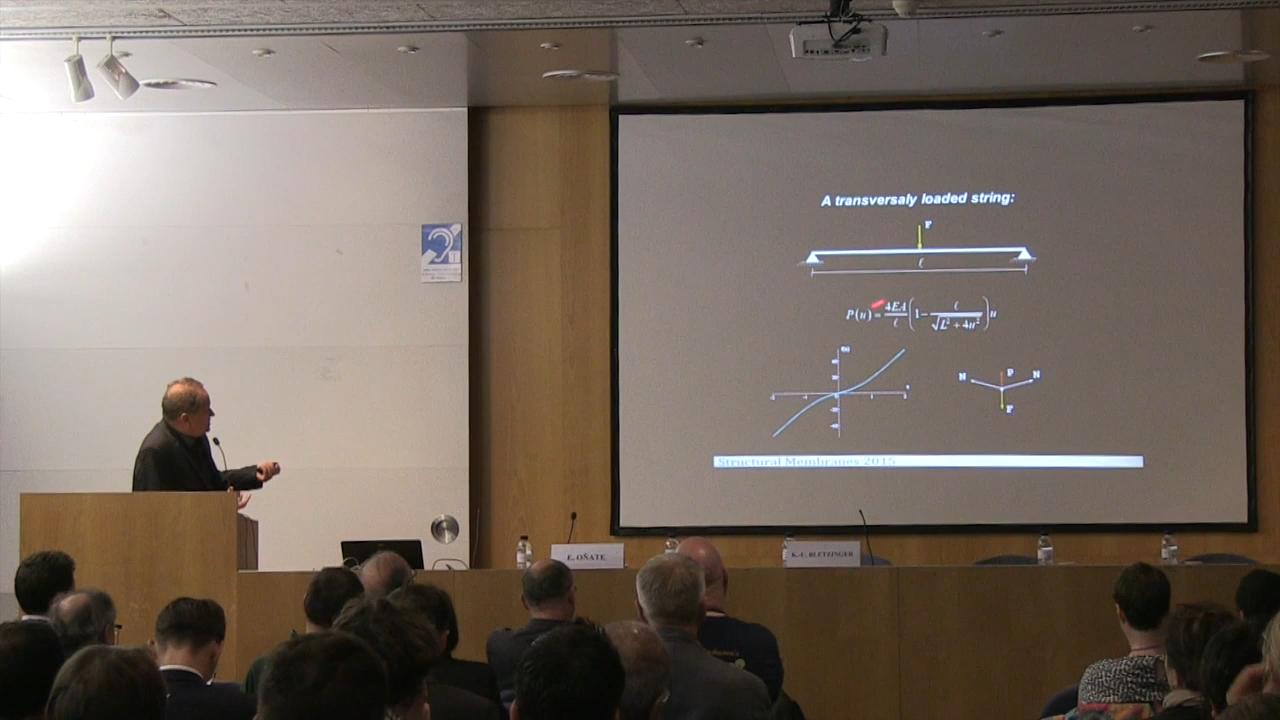 A transversaly loaded string:
F
ℓ
P(u) = 4EA/ℓ (1 − ℓ/√L² + 4u²) u
N P N
F
Structural Membranes 2015
E. OÑATE
K.-U. BLETZINGER